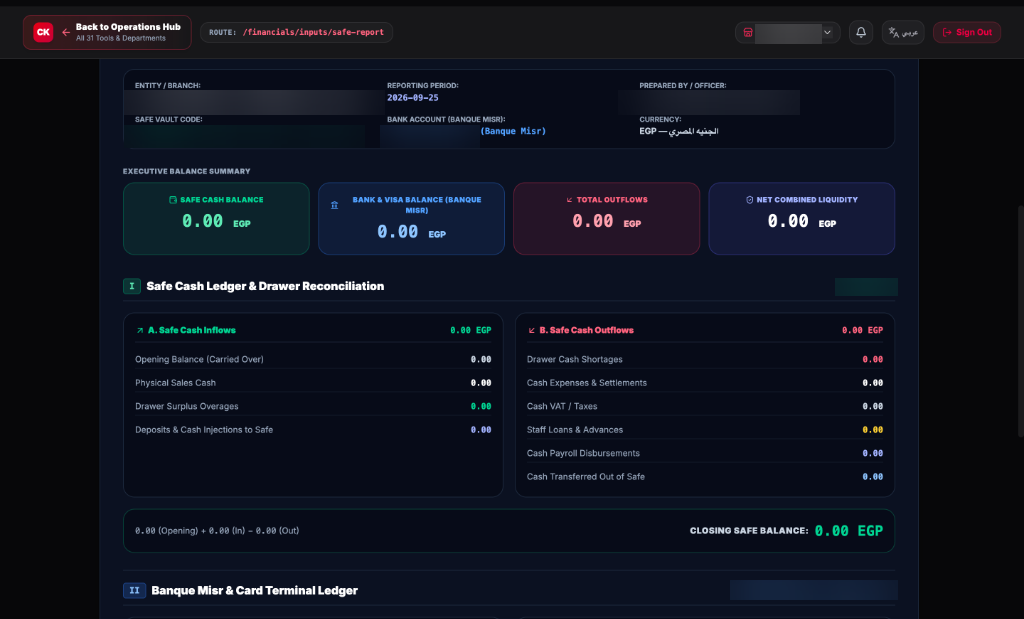 CK
Back to Operations Hub
All 31 Tools & Departments
ROUTE: /financials/inputs/safe-report
عربي
Sign Out
ENTITY / BRANCH:
REPORTING PERIOD:
2026-09-25
PREPARED BY / OFFICER:
SAFE VAULT CODE:
BANK ACCOUNT (BANQUE MISR):
(Banque Misr)
CURRENCY:
EGP — الجنيه المصري
EXECUTIVE BALANCE SUMMARY
SAFE CASH BALANCE
0.00 EGP
BANK & VISA BALANCE (BANQUE
MISR)
0.00 EGP
TOTAL OUTFLOWS
0.00 EGP
NET COMBINED LIQUIDITY
0.00 EGP
I Safe Cash Ledger & Drawer Reconciliation
A. Safe Cash Inflows 0.00 EGP
Opening Balance (Carried Over) 0.00
Physical Sales Cash 0.00
Drawer Surplus Overages 0.00
Deposits & Cash Injections to Safe 0.00
B. Safe Cash Outflows 0.00 EGP
Drawer Cash Shortages 0.00
Cash Expenses & Settlements 0.00
Cash VAT / Taxes 0.00
Staff Loans & Advances 0.00
Cash Payroll Disbursements 0.00
Cash Transferred Out of Safe 0.00
0.00 (Opening) + 0.00 (In) − 0.00 (Out)
CLOSING SAFE BALANCE: 0.00 EGP
II Banque Misr & Card Terminal Ledger